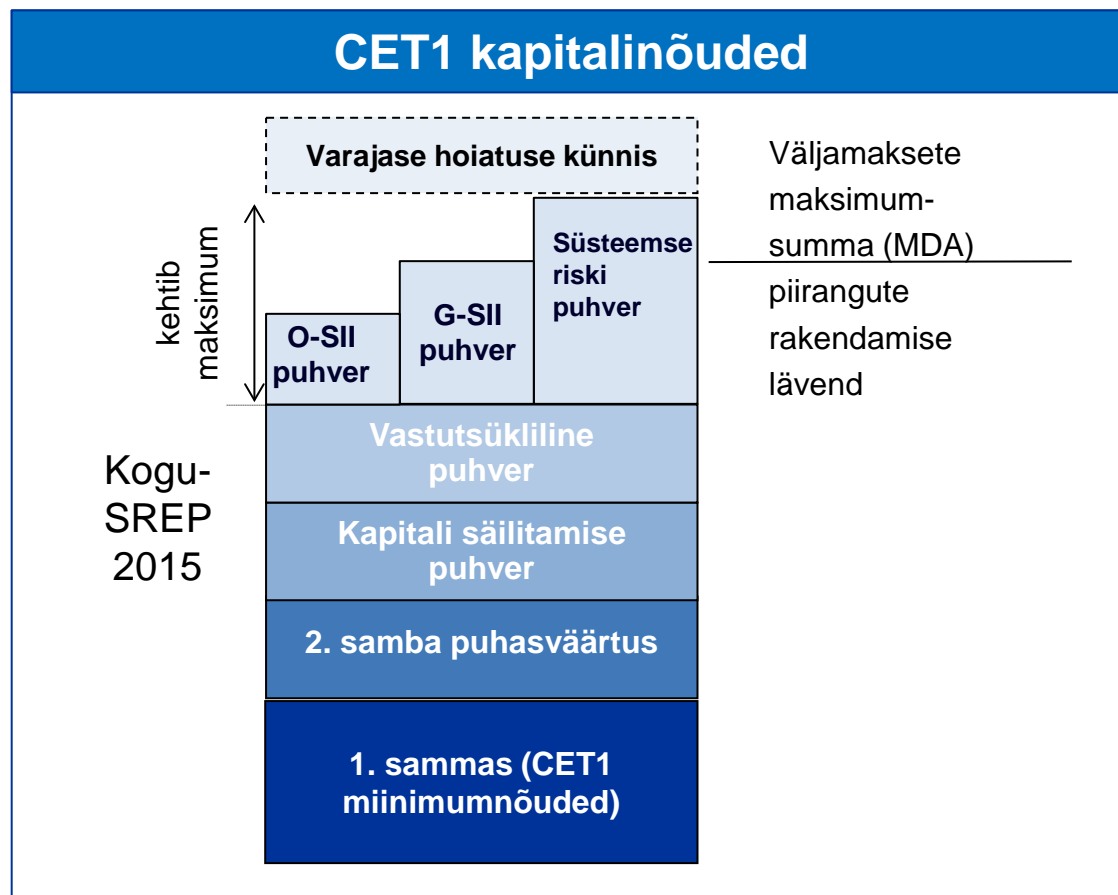 CET1 kapitalinõuded
Varajase hoiatuse künnis
Väljamaksete
maksimum-
summa (MDA)
piirangute
rakendamise
lävend
kehtib
maksimum
O-SII
puhver
G-SII
puhver
Süsteemse
riski
puhver
Vastutsükliline
puhver
Kogu-
SREP
2015
Kapitali säilitamise
puhver
2. samba puhasväärtus
1. sammas (CET1
miinimumnõuded)